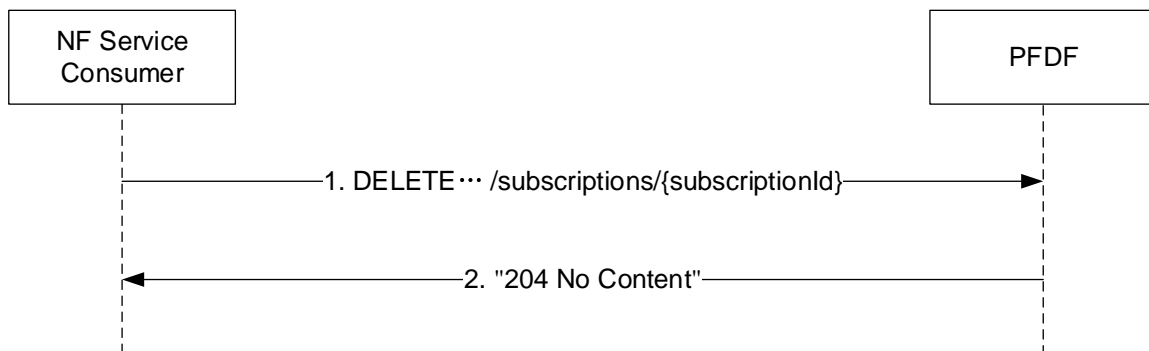 NF Service
Consumer
PFDF
1. DELETE··· /subscriptions/{subscriptionId}
2. "204 No Content"